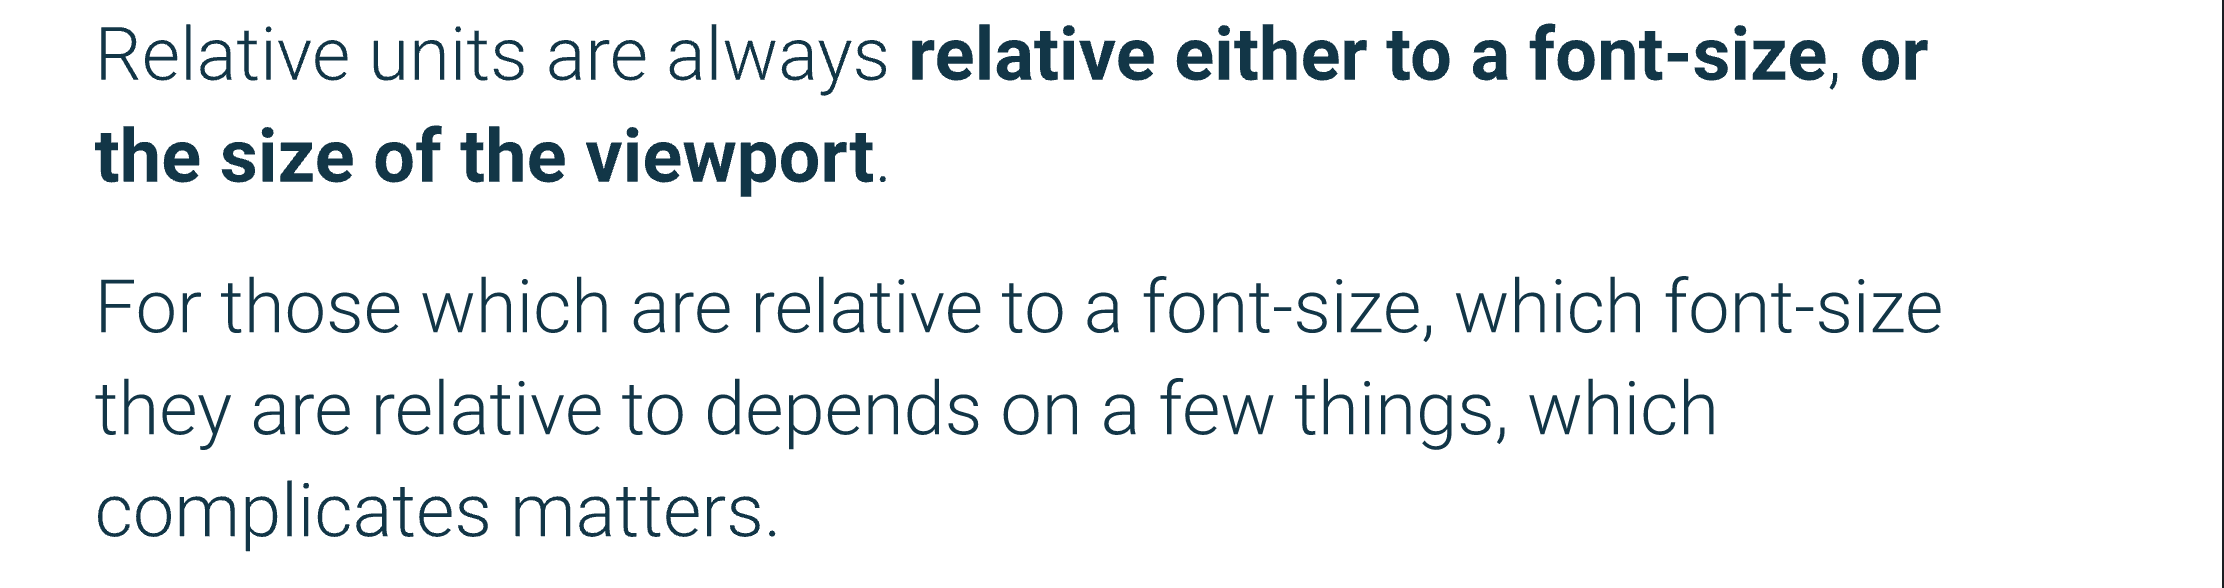 Relative units are always relative either to a font-size, or
the size of the viewport.
For those which are relative to a font-size, which font-size
they are relative to depends on a few things, which
complicates matters.